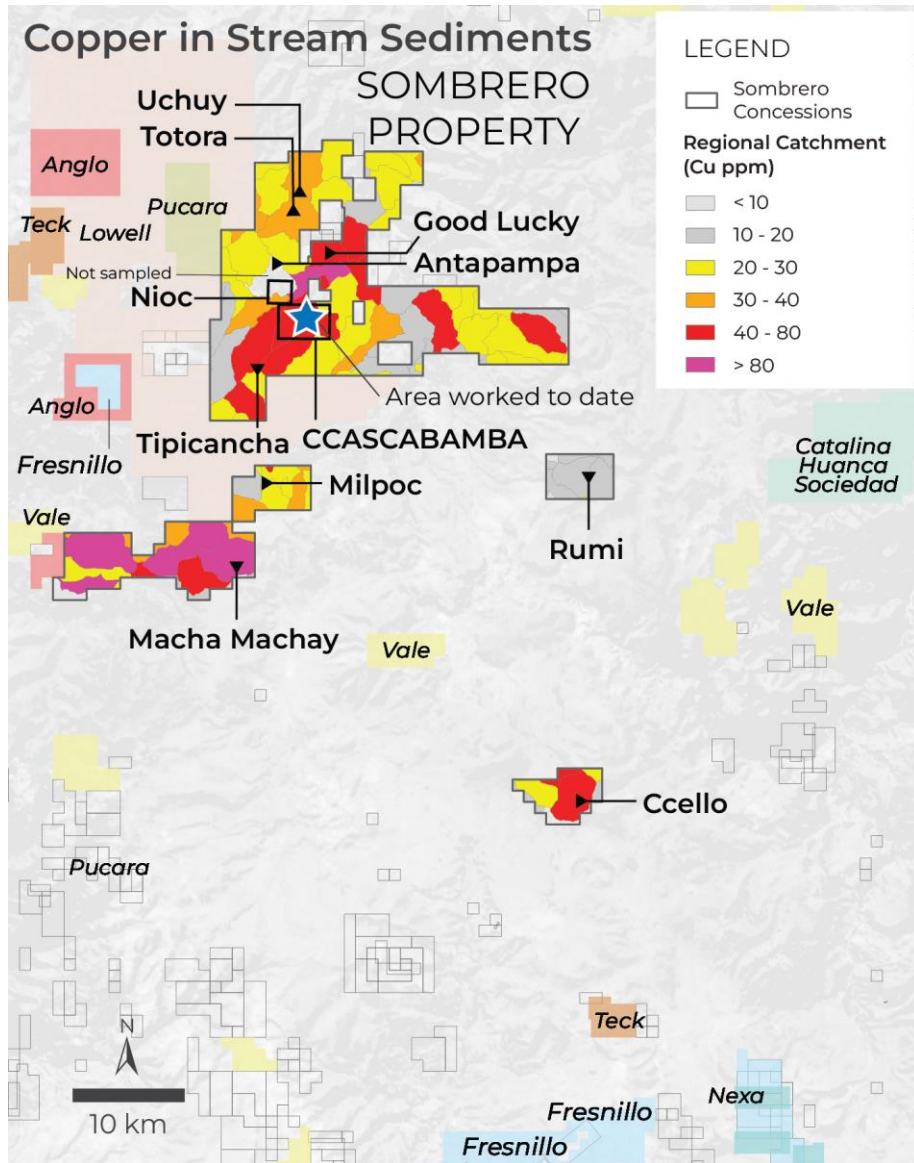 Copper in Stream Sediments
SOMBRERO
PROPERTY
Uchuy
Totora
Anglo
Pucara
Teck
Lowell
Good Lucky
Antapampa
Not sampled
Nioc
Area worked to date
Anglo
Tipicancha
CCASCABAMBA
Fresnillo
Milpoc
Vale
Rumi
Catalina
Huanca
Sociedad
Macha Machay
Vale
Vale
Ccello
Pucara
Teck
N
10 km
Nexa
Fresnillo
Fresnillo
LEGEND
Sombrero
Concessions
Regional Catchment
(Cu ppm)
< 10
10 - 20
20 - 30
30 - 40
40 - 80
> 80